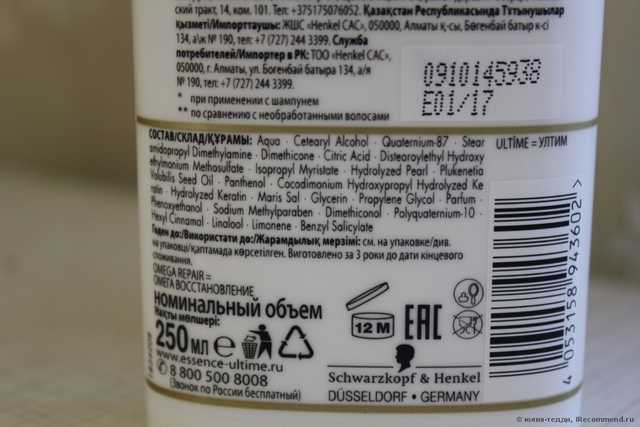 ский тракт, 14, ком. 101. Тел: +375175076052. Қазақстан Республикасында Тұтынушылар
қызметі/Импорттаушы: ЖШС «Henkel САС», 050000, Алматы қ-сы, Бөгенбай батыр к-сі
134, а/ж № 190, тел: +7 (727) 244 3399. Служба
потребителей/Импортер в РК: ТОО «Henkel САС»,
050000, г. Алматы, ул. Богенбай батыра 134, а/я
№ 190, тел: +7 (727) 244 3399.
* при применении с шампунем
** по сравнению с необработанными волосами
0910145938
E01/17
СОСТАВ/СКЛАД/ҚҰРАМЫ: Aqua · Cetearyl Alcohol · Quaternium-87 · Stear
amidopropyl Dimethylamine · Dimethicone · Citric Acid · Distearoylethyl Hydroxy
ethylmonium Methosulfate · Isopropyl Myristate · Hydrolyzed Pearl · Plukenetia
Volubilis Seed Oil · Panthenol · Cocodimonium Hydroxypropyl Hydrolyzed Ke
ratin · Hydrolyzed Keratin · Maris Sal · Glycerin · Propylene Glycol · Parfum ·
Phenoxyethanol · Sodium Methylparaben · Dimethiconol · Polyquaternium-10 ·
Hexyl Cinnamal · Linalool · Limonene · Benzyl Salicylate
Годен до:/Використати до:/Жарамдылық мерзімі: см. на упаковке/див.
на упаковці/қаптамада көрсетілген. Виготовлено за 3 роки до дати кінцевого
споживання.
OMEGA REPAIR =
ОМЕГА ВОССТАНОВЛЕНИЕ
номинальный объем
Нақты мөлшері:
250 мл ℮
www.essence-ultime.ru
8 800 500 8008
(Звонок по России бесплатный)
ULTÎME = УЛТИМ
12 M
EAC
Schwarzkopf & Henkel
DÜSSELDORF · GERMANY
4 053158 943602 >
© юлия-тедди, IRecommend.ru